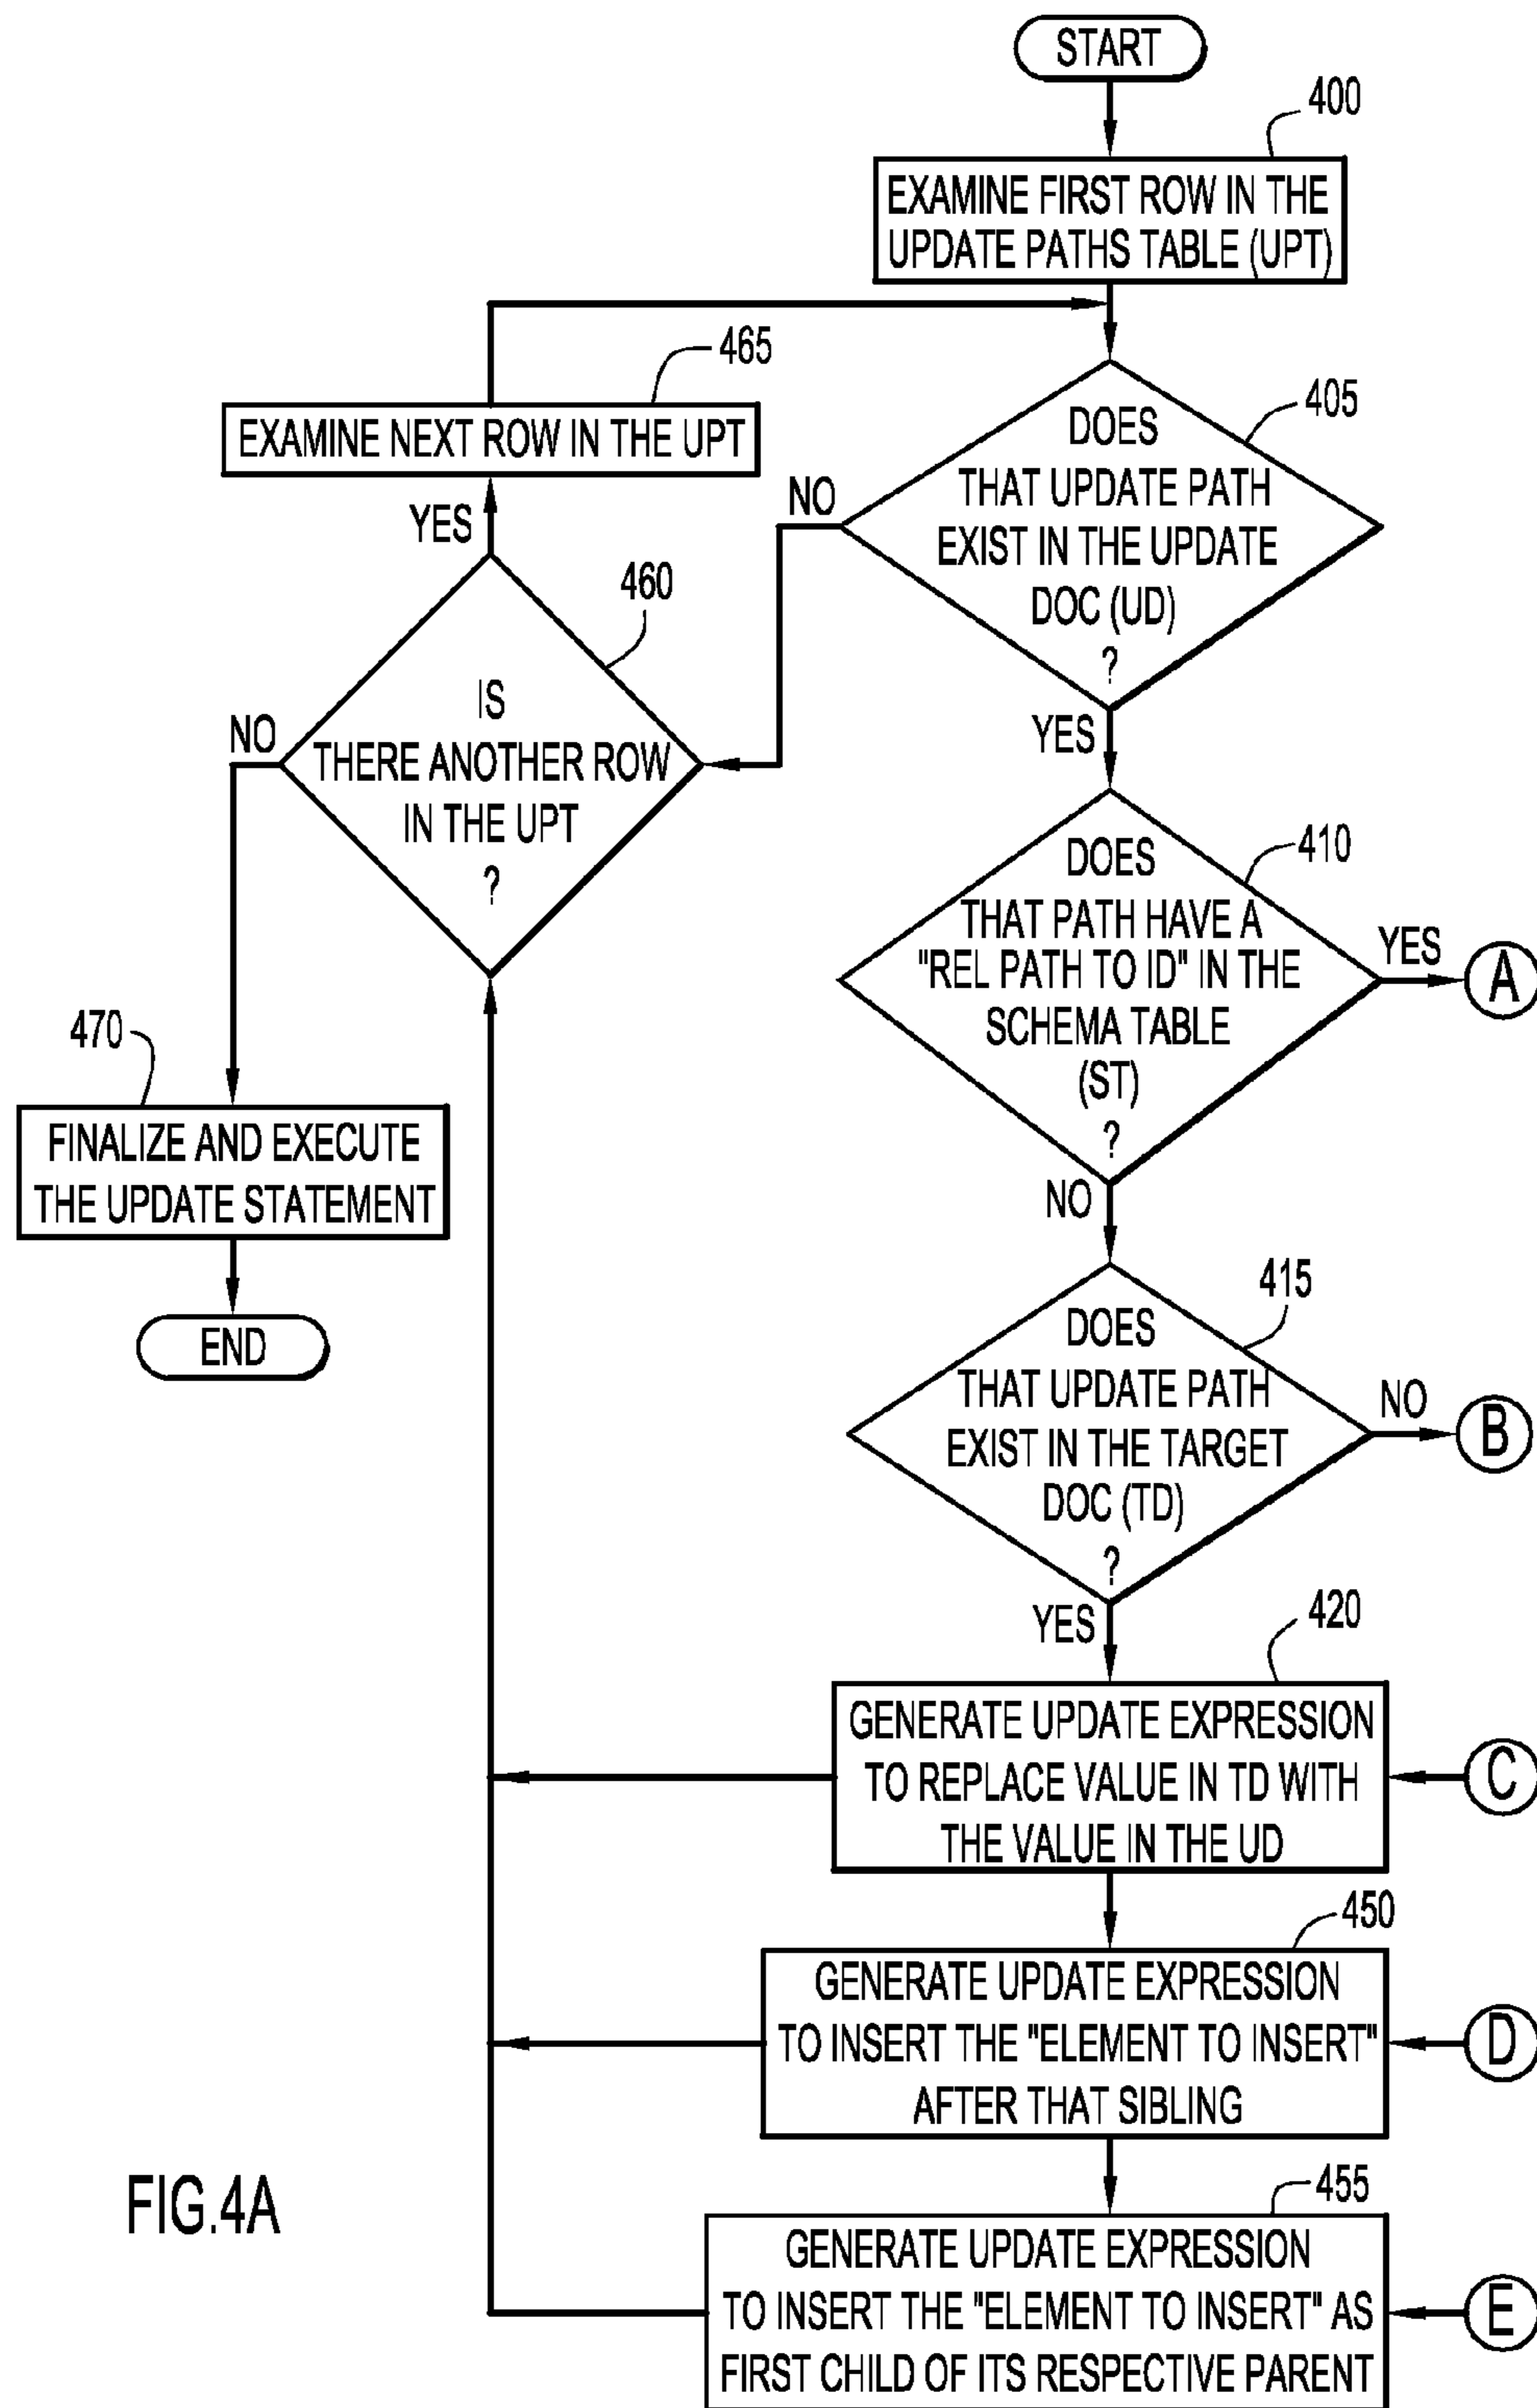 START
400
EXAMINE FIRST ROW IN THE
UPDATE PATHS TABLE (UPT)
465
EXAMINE NEXT ROW IN THE UPT
YES
405
DOES
THAT UPDATE PATH
EXIST IN THE UPDATE
DOC (UD)
?
NO
YES
460
IS
THERE ANOTHER ROW
IN THE UPT
?
NO
410
DOES
THAT PATH HAVE A
"REL PATH TO ID" IN THE
SCHEMA TABLE
(ST)
?
YES
A
NO
470
FINALIZE AND EXECUTE
THE UPDATE STATEMENT
END
415
DOES
THAT UPDATE PATH
EXIST IN THE TARGET
DOC (TD)
?
NO
B
YES
420
GENERATE UPDATE EXPRESSION
TO REPLACE VALUE IN TD WITH
THE VALUE IN THE UD
C
450
GENERATE UPDATE EXPRESSION
TO INSERT THE "ELEMENT TO INSERT"
AFTER THAT SIBLING
D
455
GENERATE UPDATE EXPRESSION
TO INSERT THE "ELEMENT TO INSERT" AS
FIRST CHILD OF ITS RESPECTIVE PARENT
E
FIG.4A